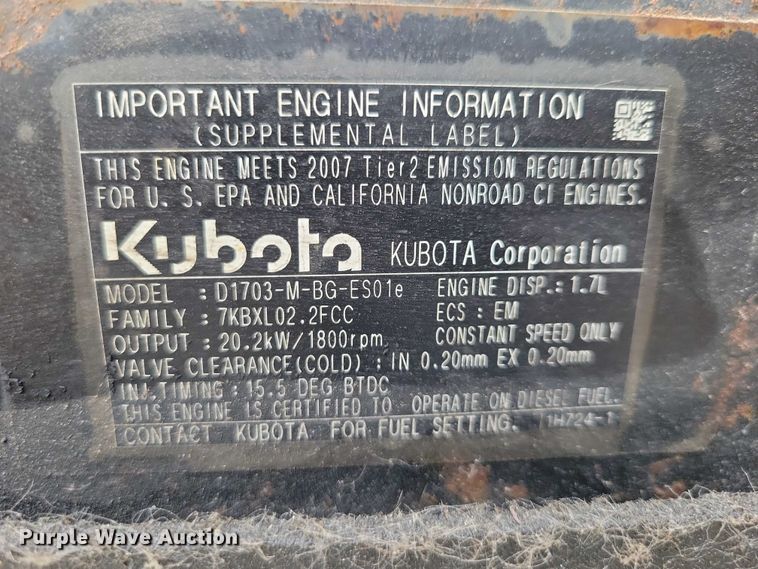 IMPORTANT ENGINE INFORMATION
(SUPPLEMENTAL LABEL)
THIS ENGINE MEETS 2007 Tier2 EMISSION REGULATIONS
FOR U. S. EPA AND CALIFORNIA NONROAD CI ENGINES.
Kubota KUBOTA Corporation
MODEL : D1703-M-BG-ES01e ENGINE DISP.: 1.7L
FAMILY : 7KBXL02.2FCC ECS : EM
OUTPUT : 20.2kW/1800rpm CONSTANT SPEED ONLY
VALVE CLEARANCE(COLD) : IN 0.20mm EX 0.20mm
INJ.TIMING : 15.5 DEG BTDC
THIS ENGINE IS CERTIFIED TO OPERATE ON DIESEL FUEL.
CONTACT KUBOTA FOR FUEL SETTING. 1H724-1
Purple Wave Auction